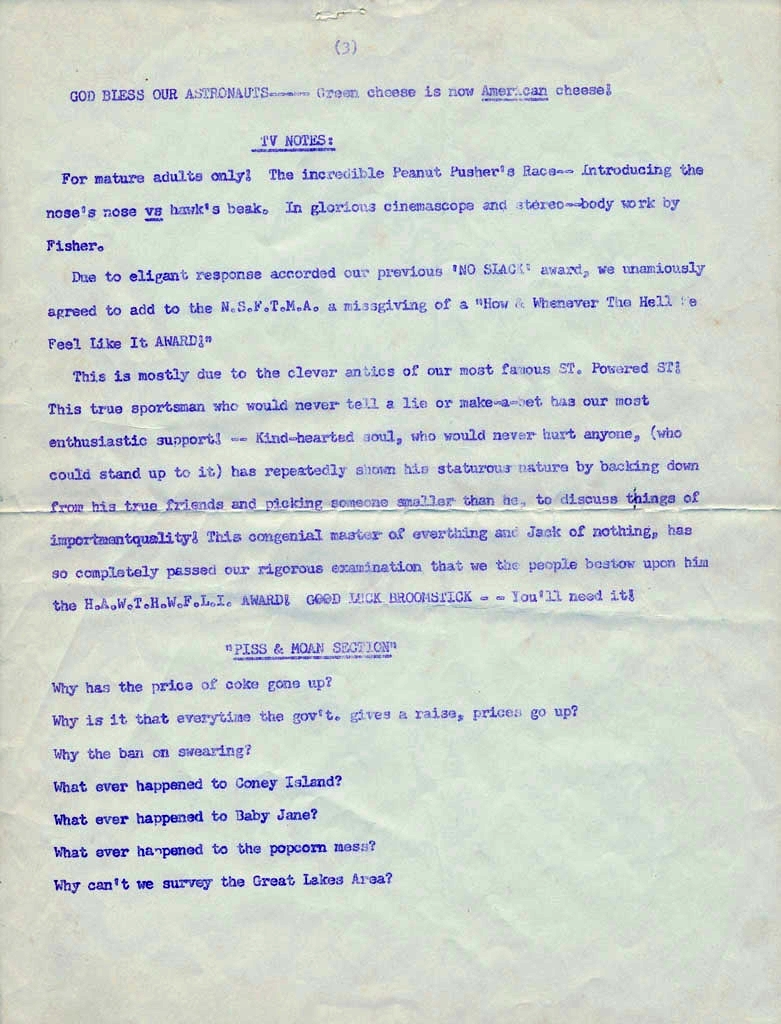 (3)
GOD BLESS OUR ASTRONAUTS----- Green cheese is now American cheese!
TV NOTES:
For mature adults only! The incredible Peanut Pusher's Race-- Introducing the
nose's nose vs hawk's beak. In glorious cinemascope and stereo--body work by
Fisher.
Due to eligant response accorded our previous 'NO SLACK' award, we unamiously
agreed to add to the N.S.F.T.M.A. a missgiving of a "How & Whenever The Hell e
Feel Like It AWARD!"
This is mostly due to the clever antics of our most famous ST. Powered ST!
This true sportsman who would never tell a lie or make-a-bet has our most
enthusiastic support! -- Kind-hearted soul, who would never hurt anyone, (who
could stand up to it) has repeatedly shown his staturous nature by backing down
from his true friends and picking someone smaller than he, to discuss things of
importmentquality! This congenial master of everthing and Jack of nothing, has
so completely passed our rigorous examination that we the people bestow upon him
the H.A.W.T.H.W.F.L.I. AWARD! GOOD LUCK BROOMSTICK - - You'll need it!
"PISS & MOAN SECTION"
Why has the price of coke gone up?
Why is it that everytime the gov't. gives a raise, prices go up?
Why the ban on swearing?
What ever happened to Coney Island?
What ever happened to Baby Jane?
What ever happened to the popcorn mess?
Why can't we survey the Great Lakes Area?